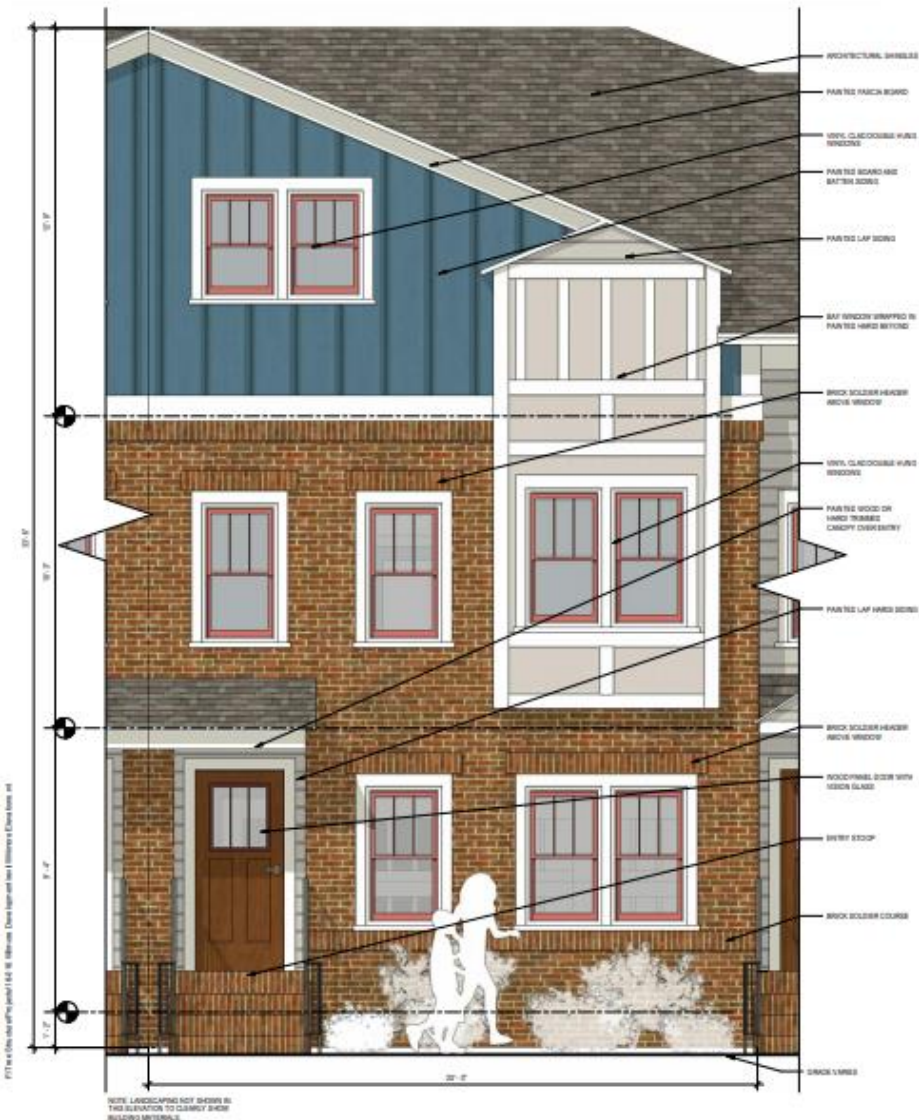 ARCHITECTURAL SHINGLES
PAINTED FASCIA BOARD
VINYL CLAD DOUBLE HUNG
WINDOWS
PAINTED BOARD AND
BATTEN SIDING
PAINTED LAP SIDING
BAY WINDOW WRAPPED IN
PAINTED HARDI BEYOND
BRICK SOLDIER HEADER
ABOVE WINDOW
VINYL CLAD DOUBLE HUNG
WINDOWS
PAINTED WOOD OR
HARDI TRIMMED
CANOPY OVER ENTRY
PAINTED LAP HARDI SIDING
BRICK SOLDIER HEADER
ABOVE WINDOW
WOOD PANEL DOOR WITH
VISION GLASS
ENTRY STOOP
BRICK SOLDIER COURSE
GRADE VARIES
NOTE: LANDSCAPING NOT SHOWN IN
THIS ELEVATION TO CLEARLY SHOW
BUILDING MATERIALS.